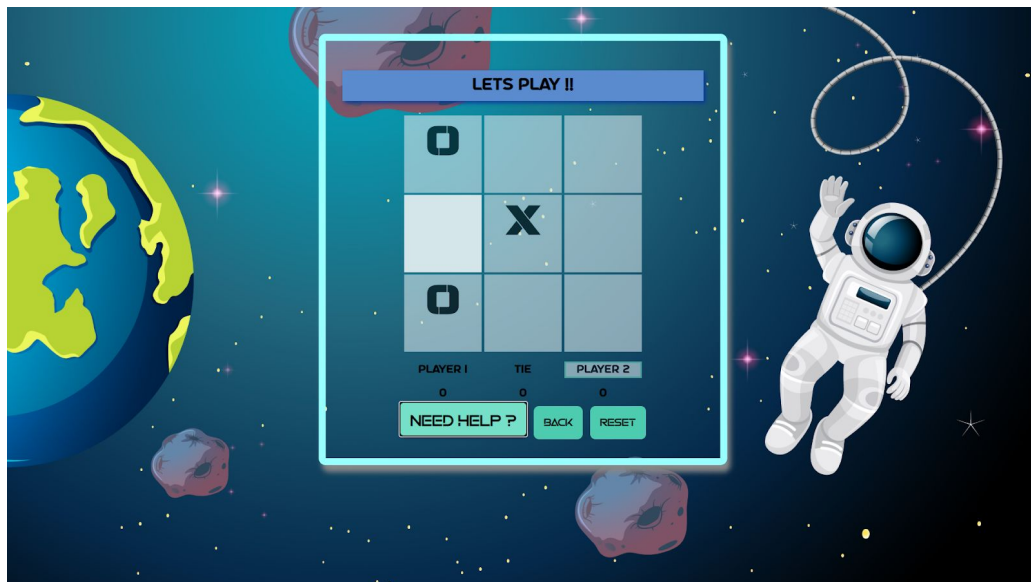 LETS PLAY !!
O
X
O
PLAYER 1 TIE PLAYER 2
0 0 0
NEED HELP ? BACK RESET